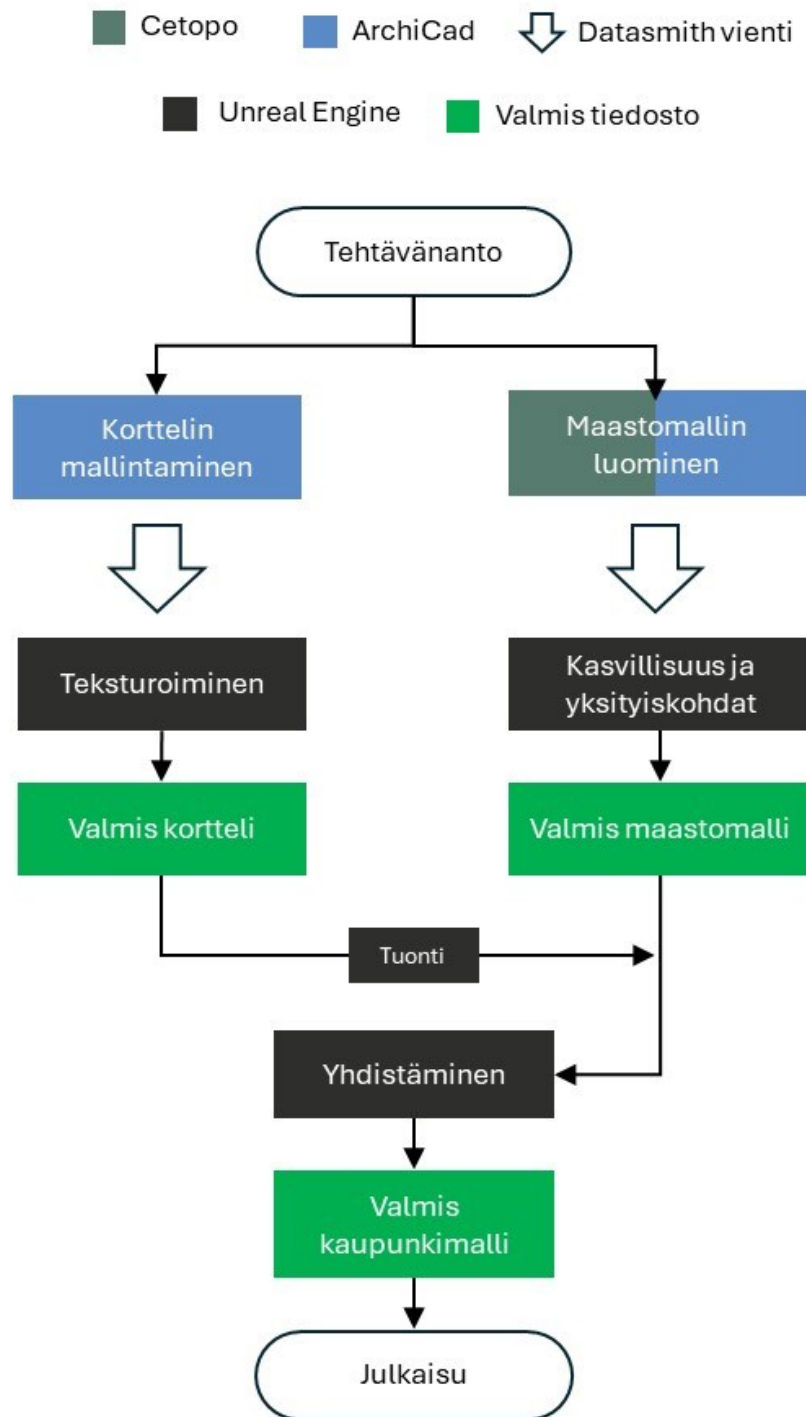 Cetopo
ArchiCad
Datasmith vienti
Unreal Engine
Valmis tiedosto
Tehtävänanto
Korttelin
mallintaminen
Maastomallin
luominen
Teksturoiminen
Kasvillisuus ja
yksityiskohdat
Valmis kortteli
Valmis maastomalli
Tuonti
Yhdistäminen
Valmis
kaupunkimalli
Julkaisu